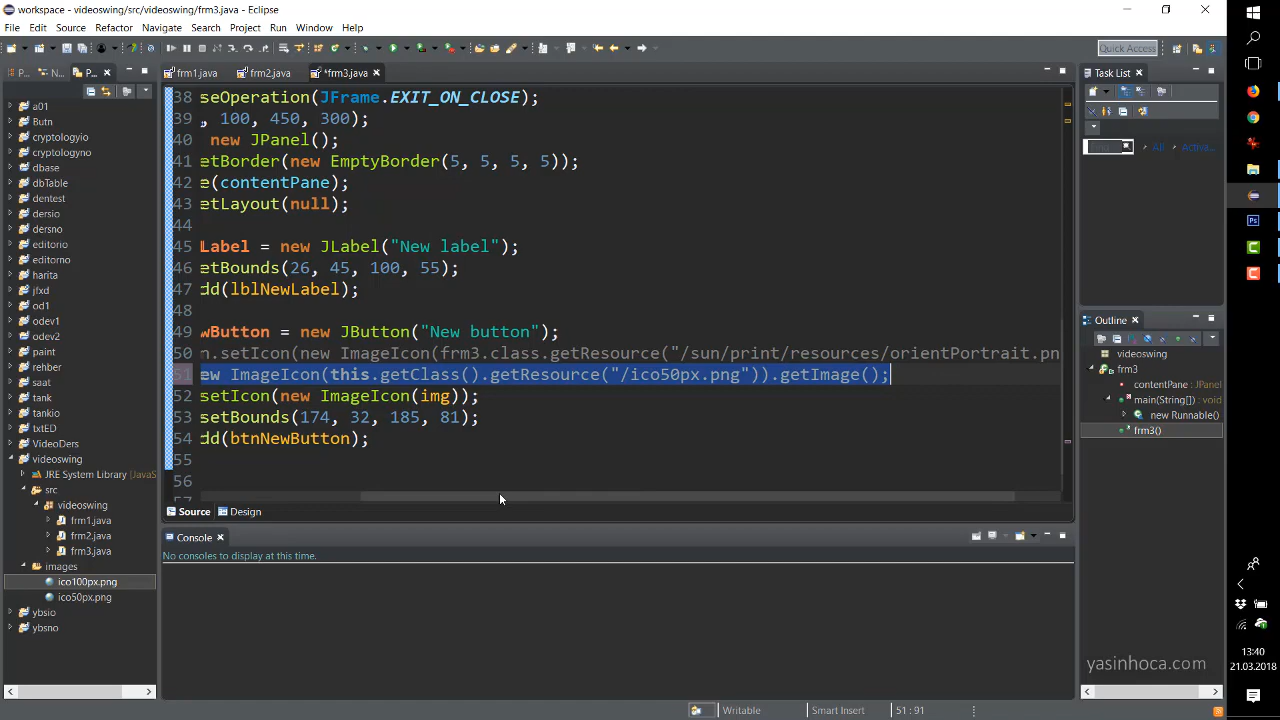 workspace - videoswing/src/videoswing/frm3.java - Eclipse
File Edit Source Refactor Navigate Search Project Run Window Help
Quick Access
P... N... P...
frm1.java frm2.java *frm3.java
Task List
a01
Butn
cryptologyio
cryptologyno
dbase
dbTable
dentest
dersio
dersno
editorio
editorno
harita
jfxd
od1
odev1
odev2
paint
rehber
saat
tankio
txtED
VideoDers
videoswing
JRE System Library [JavaS
src
videoswing
frm1.java
frm2.java
frm3.java
images
ico100px.png
ico50px.png
ybsio
ybsno
38 seOperation(JFrame.EXIT_ON_CLOSE);
39 , 100, 450, 300);
40 new JPanel();
41 etBorder(new EmptyBorder(5, 5, 5, 5));
42 e(contentPane);
43 etLayout(null);
44
45 Label = new JLabel("New label");
46 etBounds(26, 45, 100, 55);
47 dd(lblNewLabel);
48
49 wButton = new JButton("New button");
50 n.setIcon(new ImageIcon(frm3.class.getResource("/sun/print/resources/orientPortrait.pn
51 ew ImageIcon(this.getClass().getResource("/ico50px.png")).getImage();
52 setIcon(new ImageIcon(img));
53 setBounds(174, 32, 185, 81);
54 dd(btnNewButton);
55
56
57
Source Design
Console
No consoles to display at this time.
Find All Activ...
Outline
videoswing
frm3
contentPane : JPanel
main(String[]) : void
new Runnable()
frm3()
Writable Smart Insert 51 : 91
yasinhoca.com
13:40
21.03.2018